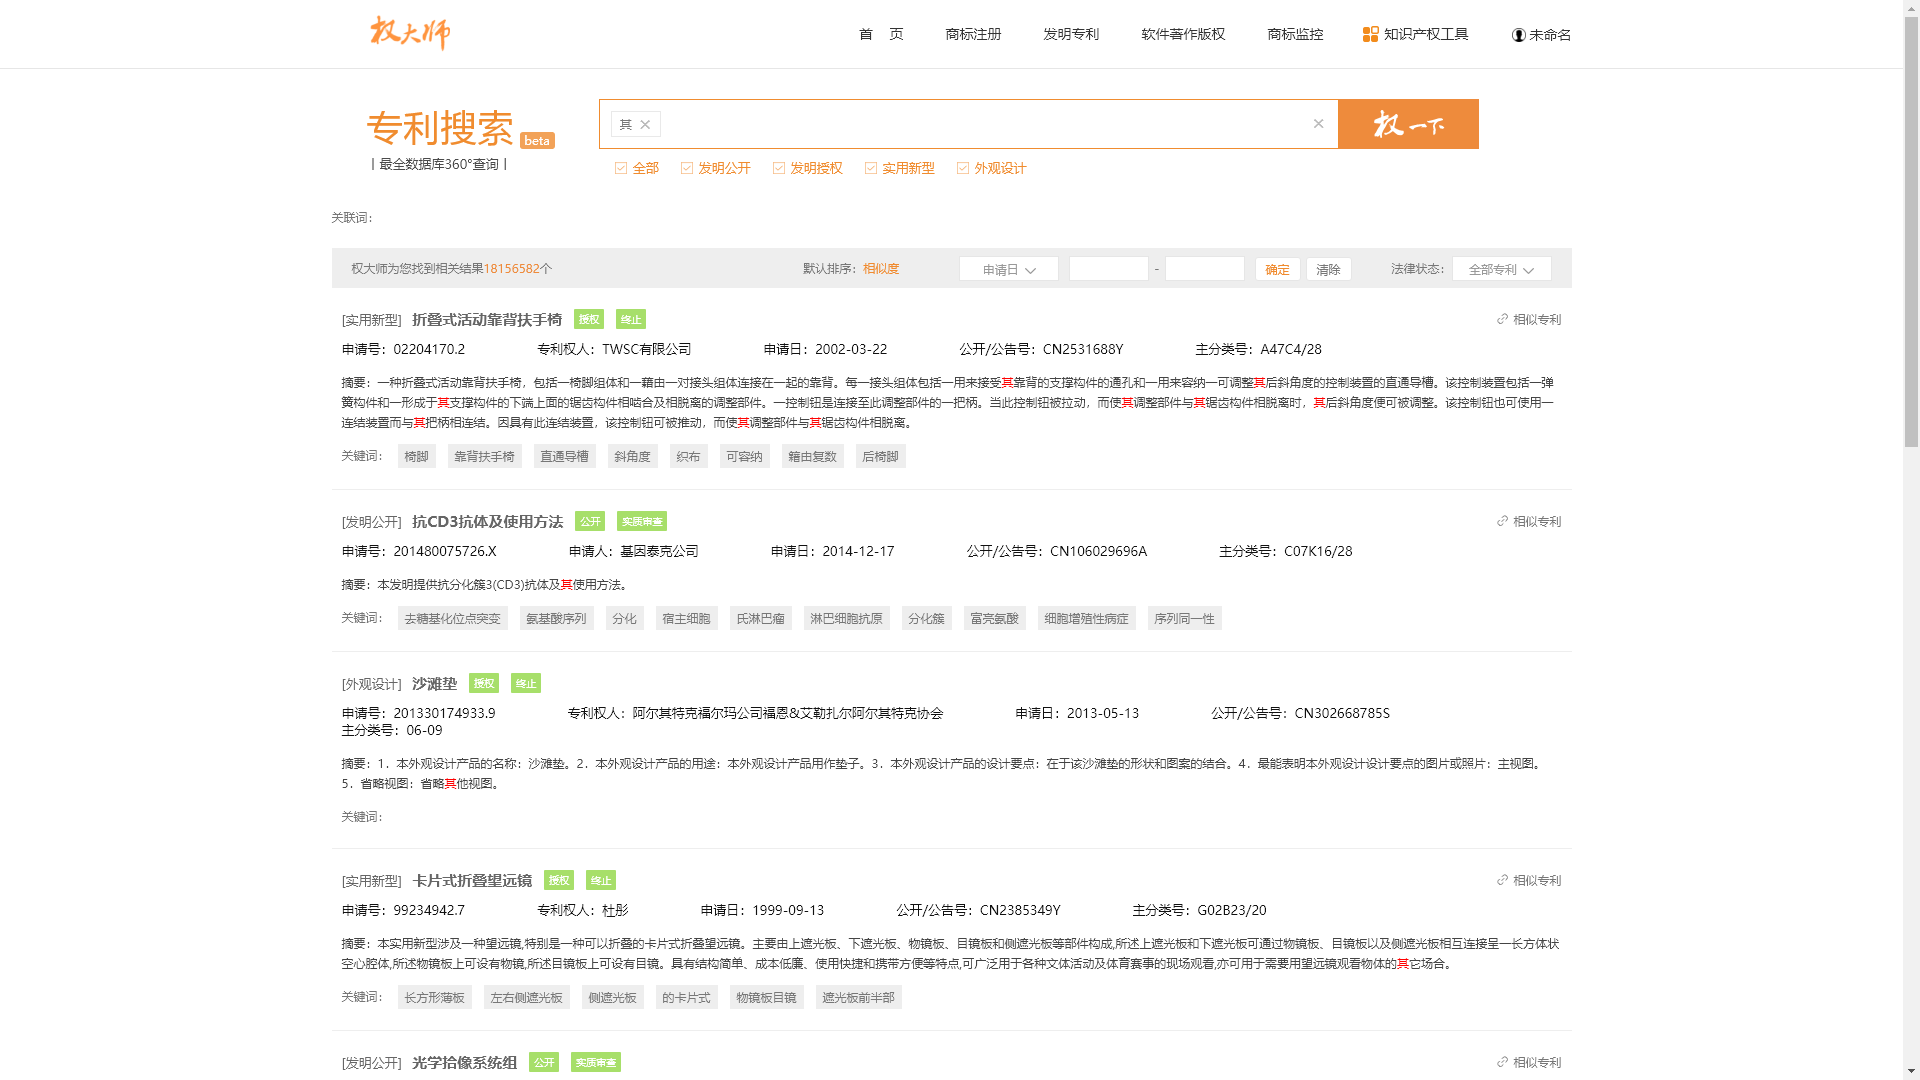 权大师
首 页 商标注册 发明专利 软件著作版权 商标监控 知识产权工具 未命名
专利搜索 beta
丨最全数据库360°查询丨
其
权一下
全部 发明公开 发明授权 实用新型 外观设计
关联词：
权大师为您找到相关结果18156582个 默认排序：相似度 申请日 - 确定 清除 法律状态： 全部专利
[实用新型] 折叠式活动靠背扶手椅 授权 终止 相似专利
申请号：02204170.2 专利权人：TWSC有限公司 申请日：2002-03-22 公开/公告号：CN2531688Y 主分类号：A47C4/28
摘要：一种折叠式活动靠背扶手椅，包括一椅脚组体和一藉由一对接头组体连接在一起的靠背。每一接头组体包括一用来接受其靠背的支撑构件的通孔和一用来容纳一可调整其后斜角度的控制装置的直通导槽。该控制装置包括一弹
簧构件和一形成于其支撑构件的下端上面的锯齿构件相啮合及相脱离的调整部件。一控制钮是连接至此调整部件的一把柄。当此控制钮被拉动，而使其调整部件与其锯齿构件相脱离时，其后斜角度便可被调整。该控制钮也可使用一
连结装置而与其把柄相连结。因具有此连结装置，该控制钮可被推动，而使其调整部件与其锯齿构件相脱离。
关键词： 椅脚 靠背扶手椅 直通导槽 斜角度 织布 可容纳 籍由复数 后椅脚
[发明公开] 抗CD3抗体及使用方法 公开 实质审查 相似专利
申请号：201480075726.X 申请人：基因泰克公司 申请日：2014-12-17 公开/公告号：CN106029696A 主分类号：C07K16/28
摘要：本发明提供抗分化簇3(CD3)抗体及其使用方法。
关键词： 去糖基化位点突变 氨基酸序列 分化 宿主细胞 氏淋巴瘤 淋巴细胞抗原 分化簇 富亮氨酸 细胞增殖性病症 序列同一性
[外观设计] 沙滩垫 授权 终止
申请号：201330174933.9 专利权人：阿尔其特克福尔玛公司福恩&艾勒扎尔阿尔其特克协会 申请日：2013-05-13 公开/公告号：CN302668785S
主分类号：06-09
摘要：1．本外观设计产品的名称：沙滩垫。2．本外观设计产品的用途：本外观设计产品用作垫子。3．本外观设计产品的设计要点：在于该沙滩垫的形状和图案的结合。4．最能表明本外观设计设计要点的图片或照片：主视图。
5．省略视图：省略其他视图。
关键词：
[实用新型] 卡片式折叠望远镜 授权 终止 相似专利
申请号：99234942.7 专利权人：杜彤 申请日：1999-09-13 公开/公告号：CN2385349Y 主分类号：G02B23/20
摘要：本实用新型涉及一种望远镜,特别是一种可以折叠的卡片式折叠望远镜。主要由上遮光板、下遮光板、物镜板、目镜板和侧遮光板等部件构成,所述上遮光板和下遮光板可通过物镜板、目镜板以及侧遮光板相互连接呈一长方体状
空心腔体,所述物镜板上可设有物镜,所述目镜板上可设有目镜。具有结构简单、成本低廉、使用快捷和携带方便等特点,可广泛用于各种文体活动及体育赛事的现场观看,亦可用于需要用望远镜观看物体的其它场合。
关键词： 长方形薄板 左右侧遮光板 侧遮光板 的卡片式 物镜板目镜 遮光板前半部
[发明公开] 光学拾像系统组 公开 实质审查 相似专利